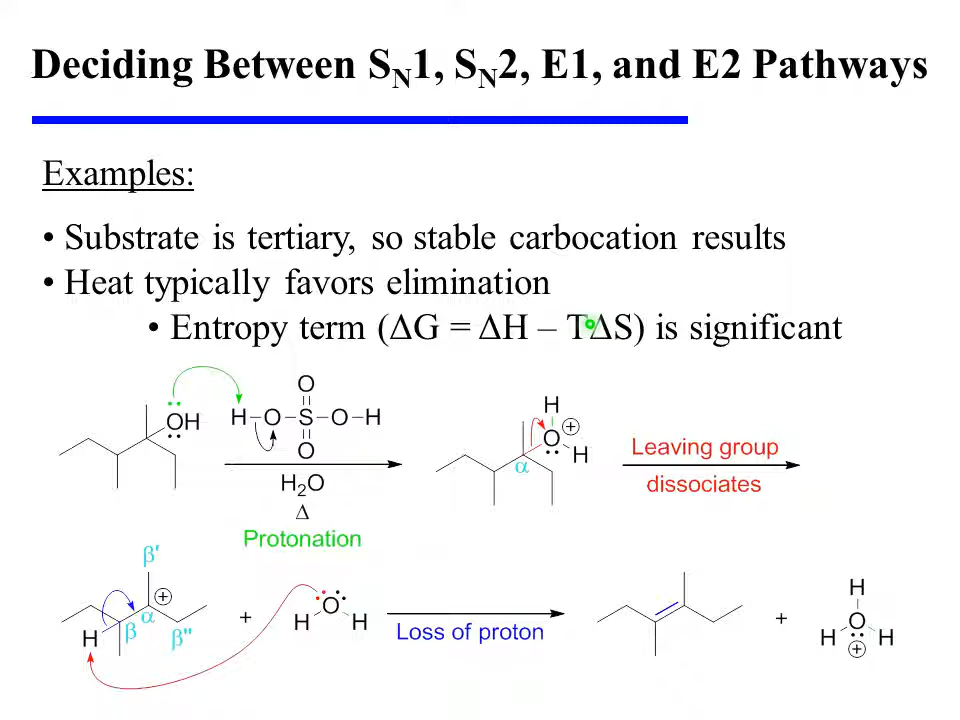 Deciding Between SN1, SN2, E1, and E2 Pathways
Examples:
• Substrate is tertiary, so stable carbocation results
• Heat typically favors elimination
• Entropy term (ΔG = ΔH – TΔS) is significant
O
OH
H O S O H
O
H2O
Δ
Protonation
H
O + H
α
Leaving group
dissociates
β'
+
α
H β β''
+
O
H H
Loss of proton
+
H
O
H H
+